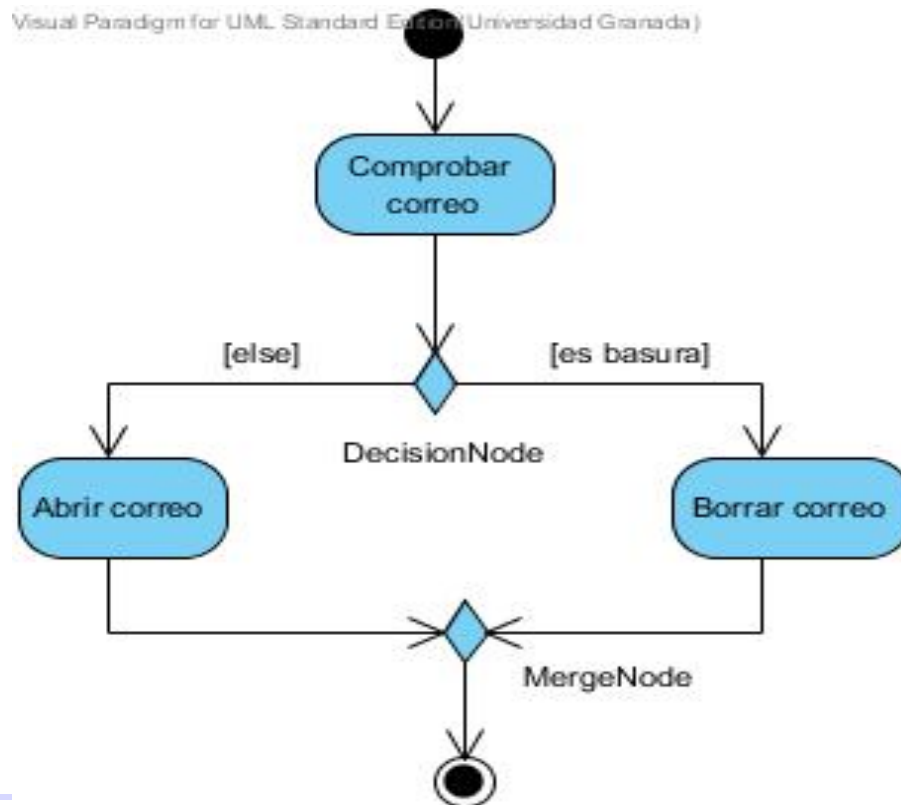 Visual Paradigm for UML Standard Edition(Universidad Granada)
Comprobar
correo
[else]
[es basura]
DecisionNode
Abrir correo
Borrar correo
MergeNode